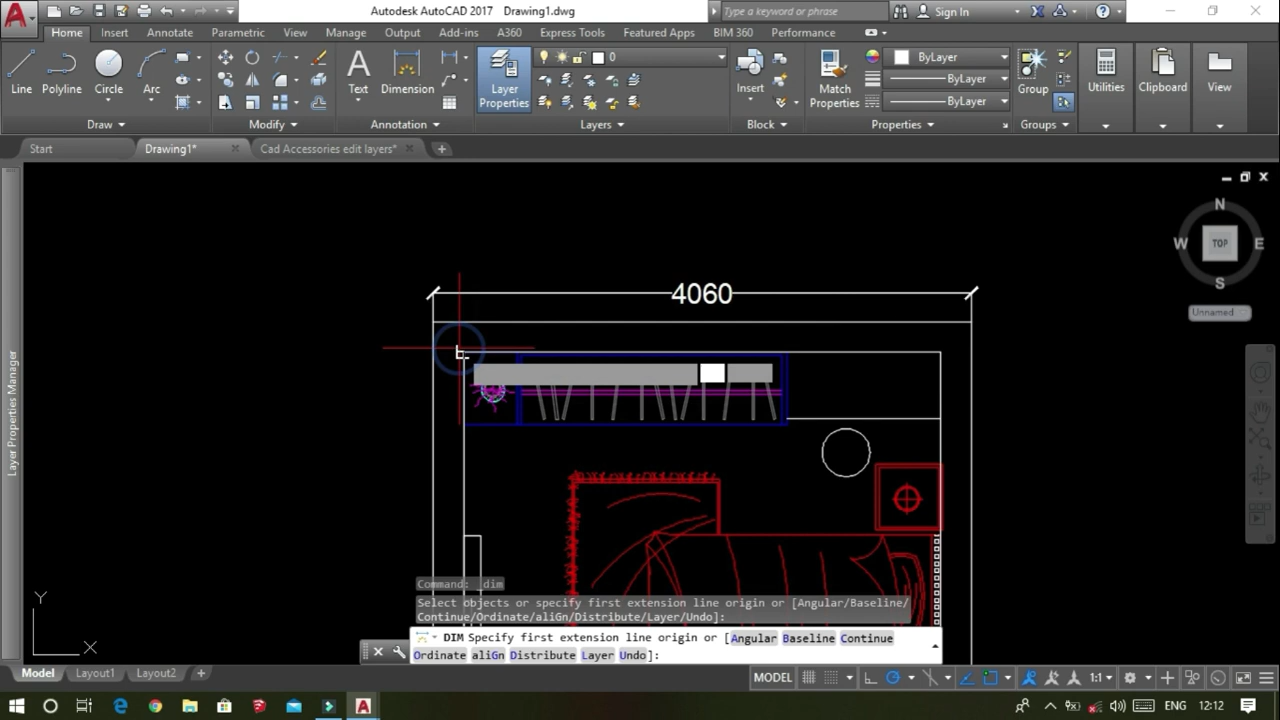 Autodesk AutoCAD 2017 Drawing1.dwg
Type a keyword or phrase
Sign In
Home Insert Annotate Parametric View Manage Output Add-ins A360 Express Tools Featured Apps BIM 360 Performance
Line
Polyline
Circle
Arc
Text
Dimension
Layer
Properties
0
Insert
Match
Properties
ByLayer
ByLayer
ByLayer
Group
Utilities
Clipboard
View
Draw
Modify
Annotation
Layers
Block
Properties
Groups
Start
Drawing1*
Cad Accessories edit layers*
N
W
TOP
E
S
Unnamed
4060
Layer Properties Manager
Y
X
Command: _dim
Select objects or specify first extension line origin or [Angular/Baseline/
Continue/Ordinate/aliGn/Distribute/Layer/Undo]:
DIM Specify first extension line origin or [Angular Baseline Continue
Ordinate aliGn Distribute Layer Undo]:
Model Layout1 Layout2
MODEL
1:1
ENG
12:12